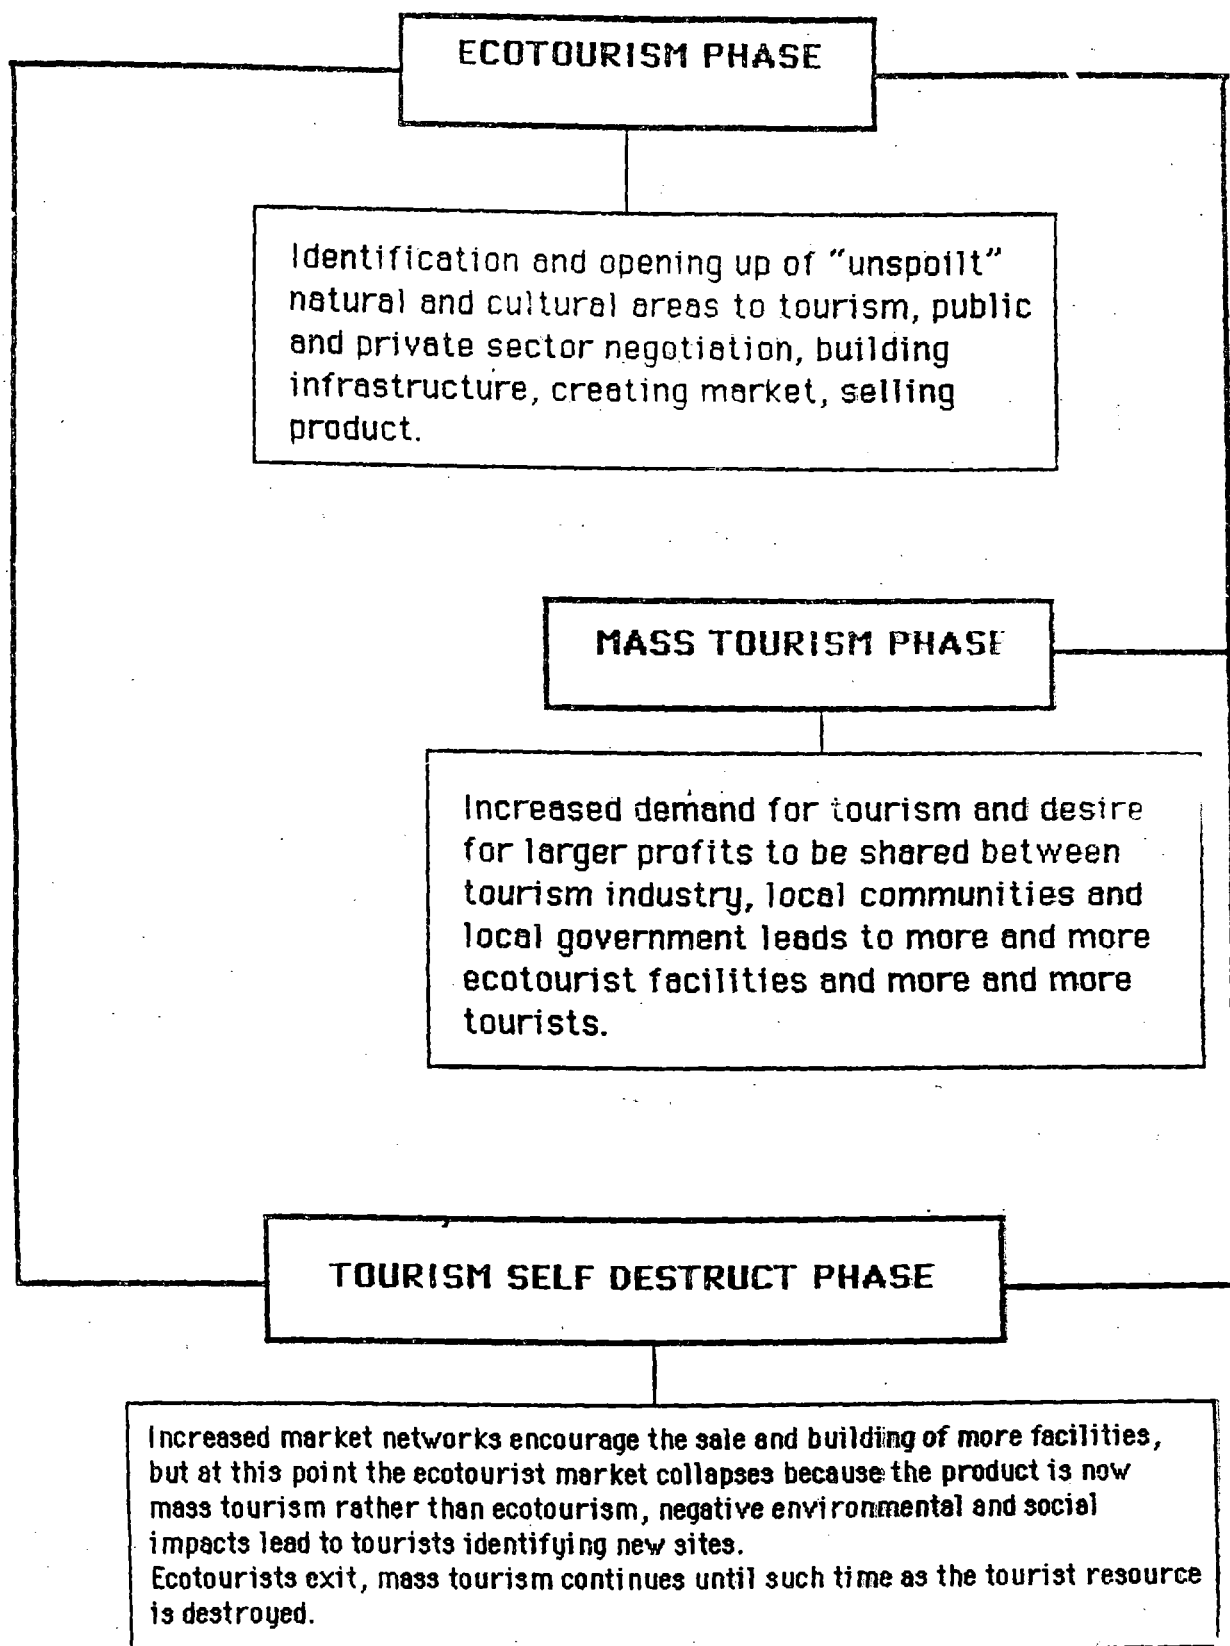 ECOTOURISM PHASE
Identification and opening up of "unspoilt"
natural and cultural areas to tourism, public
and private sector negotiation, building
infrastructure, creating market, selling
product.
MASS TOURISM PHASE
Increased demand for tourism and desire
for larger profits to be shared between
tourism industry, local communities and
local government leads to more and more
ecotourist facilities and more and more
tourists.
TOURISM SELF DESTRUCT PHASE
Increased market networks encourage the sale and building of more facilities,
but at this point the ecotourist market collapses because the product is now
mass tourism rather than ecotourism, negative environmental and social
impacts lead to tourists identifying new sites.
Ecotourists exit, mass tourism continues until such time as the tourist resource
is destroyed.